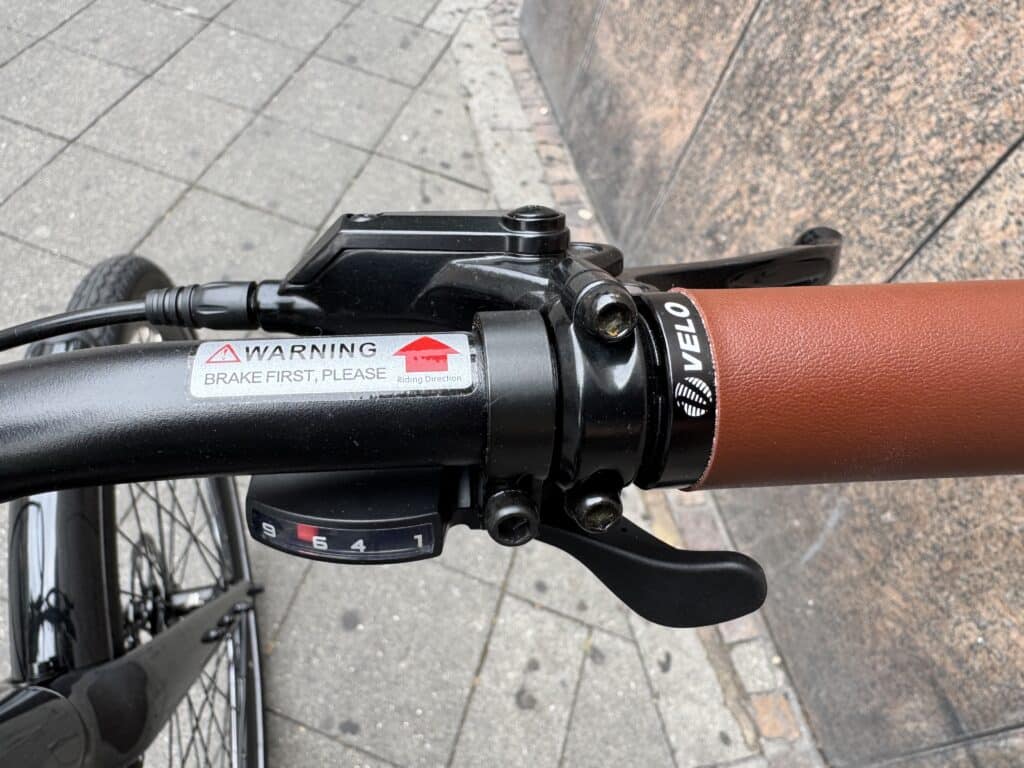 WARNING
BRAKE FIRST, PLEASE
Riding Direction
VELO
9 6 4 1